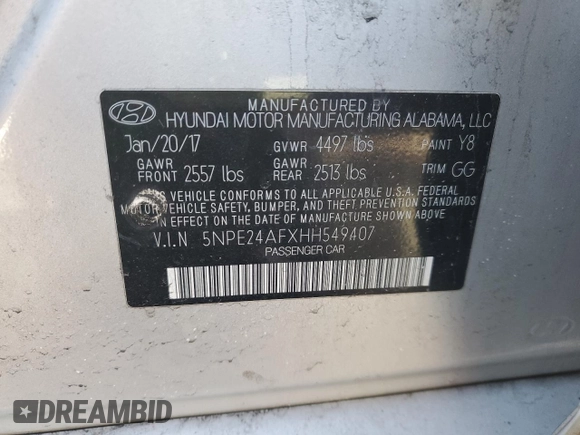 MANUFACTURED BY
HYUNDAI MOTOR MANUFACTURING ALABAMA, LLC
Jan/20/17 GVWR 4497 lbs PAINT Y8
GAWR FRONT 2557 lbs GAWR REAR 2513 lbs TRIM GG
VEHICLE CONFORMS TO ALL APPLICABLE U.S.A. FEDERAL
MOTOR VEHICLE SAFETY, BUMPER, AND THEFT PREVENTION STANDARDS
IN EFFECT ON THE DATE OF MANUFACTURE SHOWN ABOVE.
V.I.N 5NPE24AFXHH549407
PASSENGER CAR
DREAMBID